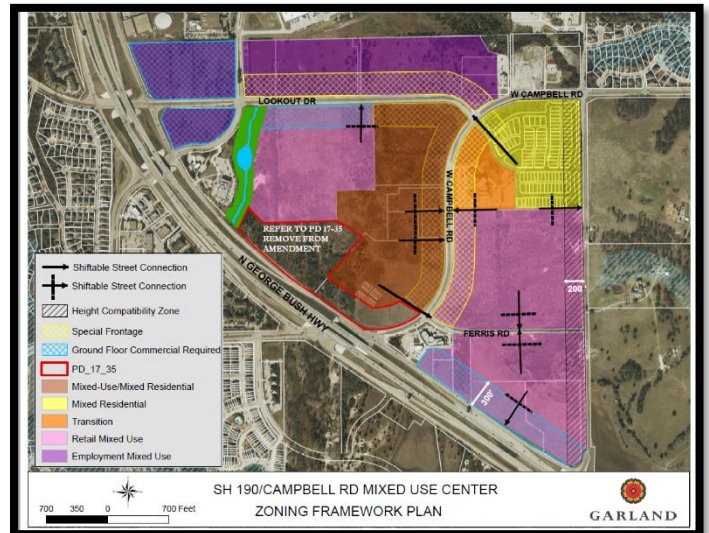 LOOKOUT DR
W CAMPBELL RD
W CAMPBELL RD
REFER TO PD 17-35
REMOVE FROM
AMENDMENT
N GEORGE BUSH HWY
FERRIS RD
200'
300'
Shiftable Street Connection
Shiftable Street Connection
Height Compatibility Zone
Special Frontage
Ground Floor Commercial Required
PD_17_35
Mixed-Use/Mixed Residential
Mixed Residential
Transition
Retail Mixed Use
Employment Mixed Use
700 350 0 700 Feet
SH 190/CAMPBELL RD MIXED USE CENTER
ZONING FRAMEWORK PLAN
GARLAND